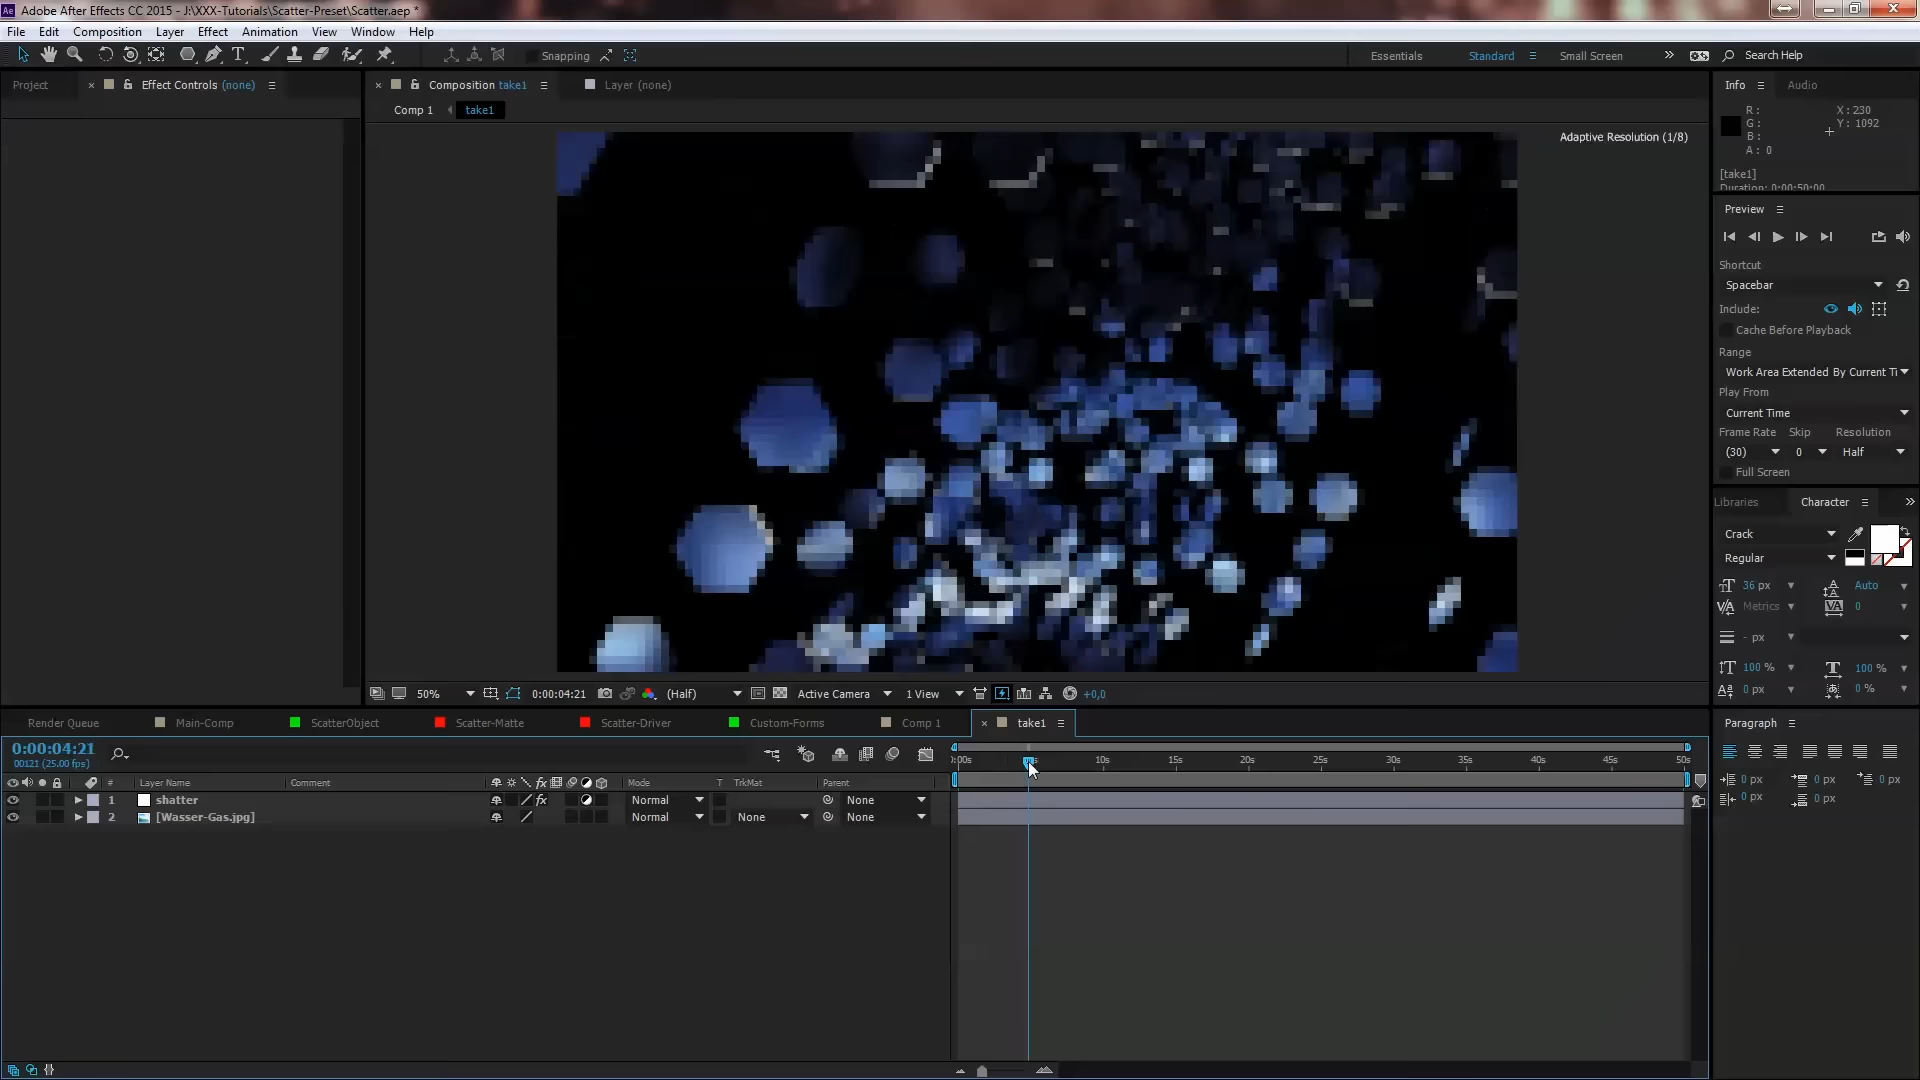 Adobe After Effects CC 2015 - J:\XXX-Tutorials\Scatter-Preset\Scatter.aep *
File Edit Composition Layer Effect Animation View Window Help
Snapping
Essentials Standard Small Screen Search Help
Project Effect Controls (none) Composition take1 Layer (none) Info Audio
Comp 1 take1
R : X : 230
G : Y : 1092
B :
A : 0
Adaptive Resolution (1/8)
[take1]
Duration: 0:00:50:00
Preview
Shortcut
Spacebar
Include:
Cache Before Playback
Range
Work Area Extended By Current Ti
Play From
Current Time
Frame Rate Skip Resolution
(30) 0 Half
Full Screen
Libraries Character
Crack
Regular
36 px Auto
Metrics 0
- px
100 % 100 %
0 px 0 %
50% 0:00:04:21 (Half) Active Camera 1 View +0,0
Render Queue Main-Comp ScatterObject Scatter-Matte Scatter-Driver Custom-Forms Comp 1 take1
Paragraph
0 px 0 px 0 px
0 px 0 px
0:00:04:21
00121 (25.00 fps)
0:00s 10s 15s 20s 25s 30s 35s 40s 45s 50s
# Layer Name Comment Mode T TrkMat Parent
1 shatter Normal None
2 [Wasser-Gas.jpg] Normal None None